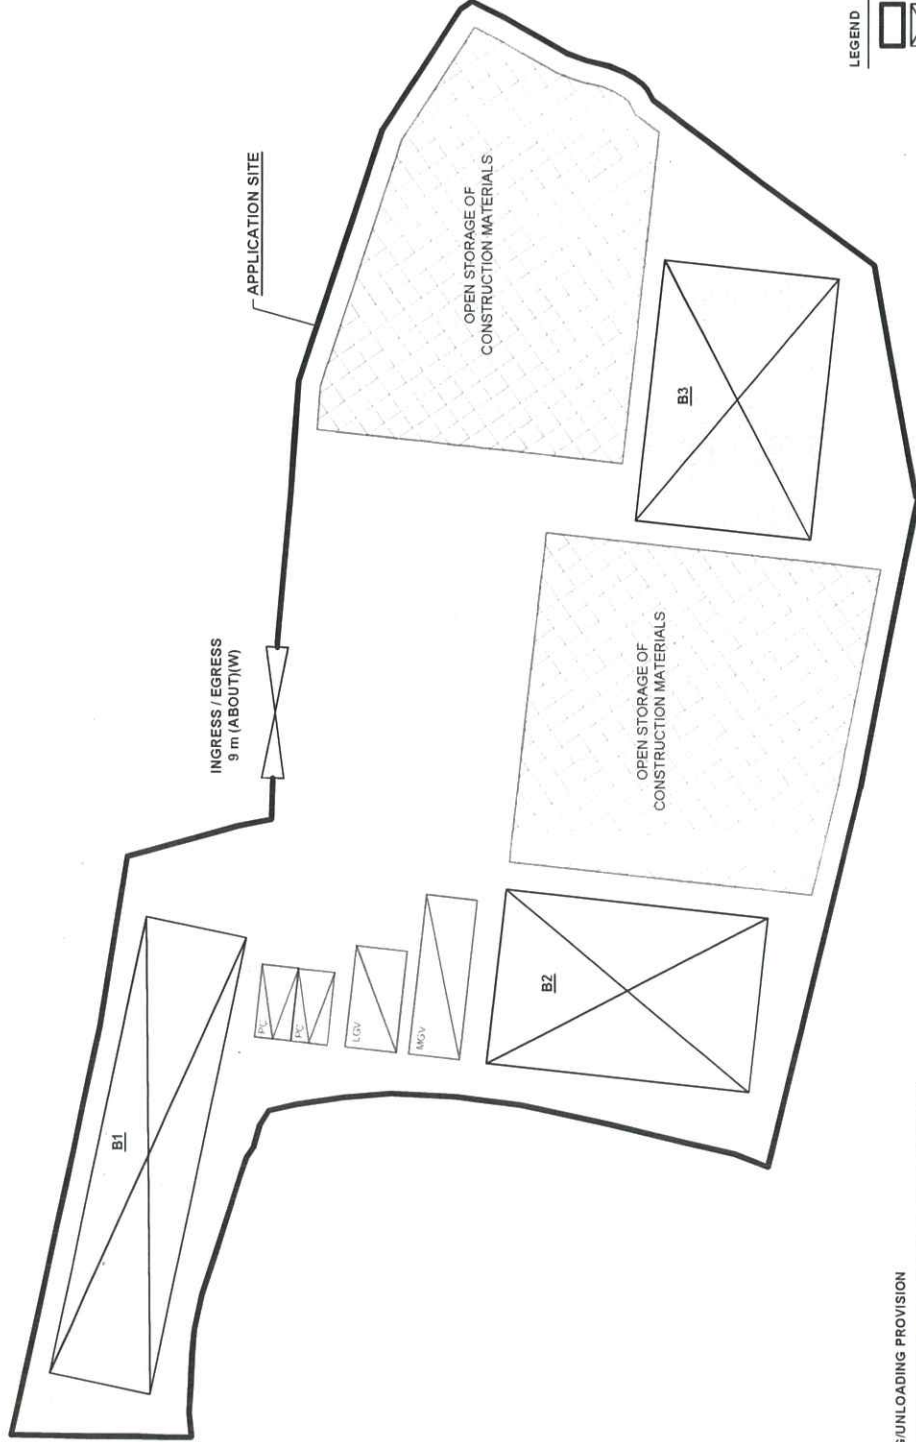 LEGEND
APPLICATION SITE
OPEN STORAGE OF
CONSTRUCTION MATERIALS
B3
INGRESS / EGRESS
9 m (ABOUT)(W)
OPEN STORAGE OF
CONSTRUCTION MATERIALS
PC
PC
LGV
MGV
B2
B1
G/UNLOADING PROVISION